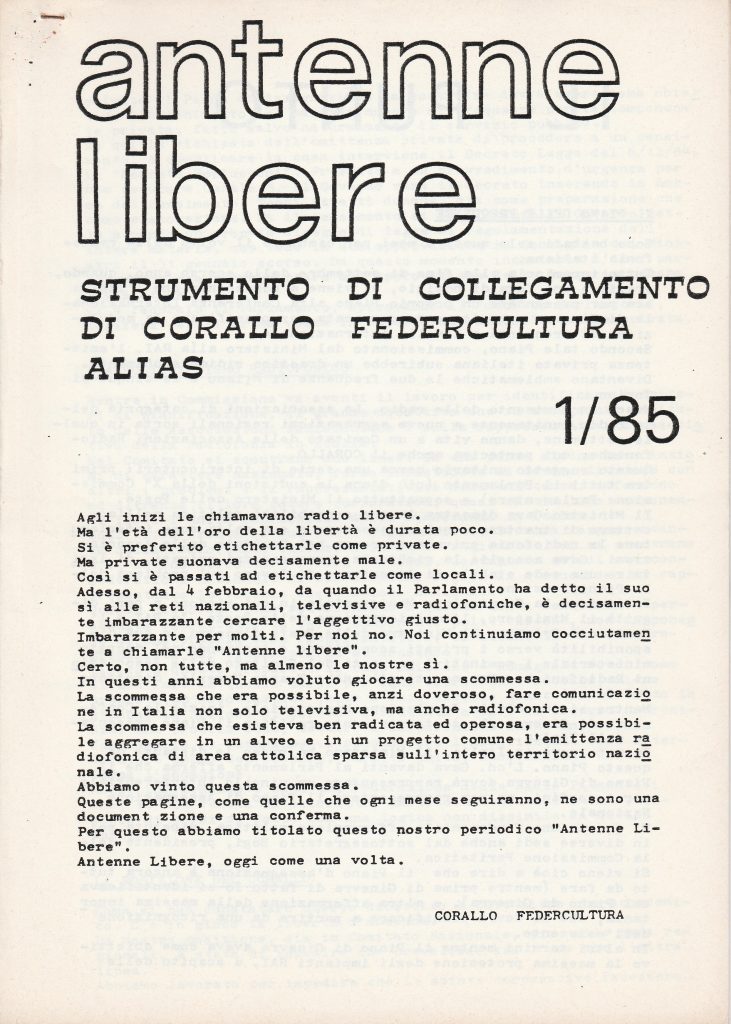 antenne
libere
STRUMENTO DI COLLEGAMENTO
DI CORALLO FEDERCULTURA
ALIAS
1/85
Agli inizi le chiamavano radio libere.
Ma l'età dell'oro della libertà è durata poco.
Si è preferito etichettarle come private.
Ma private suonava decisamente male.
Così si è passati ad etichettarle come locali.
Adesso, dal 4 febbraio, da quando il Parlamento ha detto il suo
sì alle reti nazionali, televisive e radiofoniche, è decisamen-
te imbarazzante cercare l'aggettivo giusto.
Imbarazzante per molti. Per noi no. Noi continuiamo cocciutamen
te a chiamarle "Antenne libere".
Certo, non tutte, ma almeno le nostre sì.
In questi anni abbiamo voluto giocare una scommessa.
La scommessa che era possibile, anzi doveroso, fare comunicazio
ne in Italia non solo televisiva, ma anche radiofonica.
La scommessa che esisteva ben radicata ed operosa, era possibi-
le aggregare in un alveo e in un progetto comune l'emittenza ra
diofonica di area cattolica sparsa sull'intero territorio nazio
nale.
Abbiamo vinto questa scommessa.
Queste pagine, come quelle che ogni mese seguiranno, ne sono una
document zione e una conferma.
Per questo abbiamo titolato questo nostro periodico "Antenne Li-
bere".
Antenne Libere, oggi come una volta.
CORALLO FEDERCULTURA